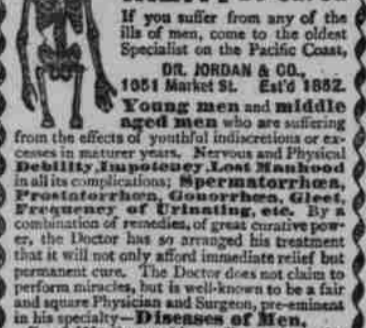 If you suffer from any of the
ills of men, come to the oldest
Specialist on the Pacific Coast,
DR. JORDAN & CO.,
1051 Market St. Est'd 1852.
Young men and middle
aged men who are suffering
from the effects of youthful indiscretions or ex-
cesses in maturer years. Nervous and Physical
Debility, Impotency, Lost Manhood
in all its complications; Spermatorrhœa,
Prostatorrhœa, Gonorrhœa, Gleet,
Frequency of Urinating, etc. By a
combination of remedies, of great curative pow-
er, the Doctor has so arranged his treatment
that it will not only afford immediate relief but
permanent cure. The Doctor does not claim to
perform miracles, but is well-known to be a fair
and square Physician and Surgeon, pre-eminent
in his specialty—Diseases of Men.